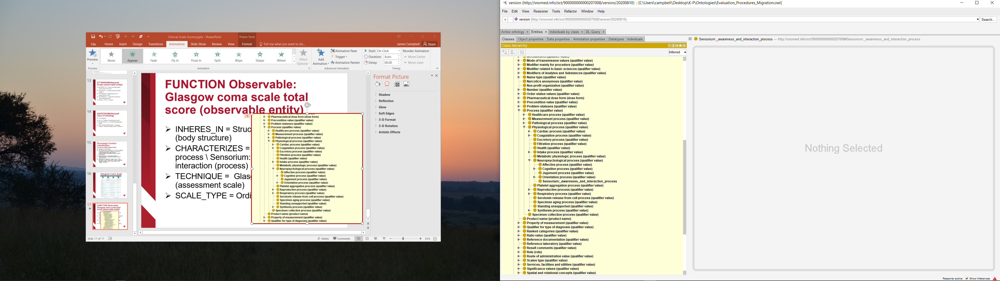 Clinical Scale Scores.pptx - PowerPoint
Picture Tools
File
Home
Insert
Design
Transitions
Animations
Slide Show
Review
View
Format
Tell me what you want to do...
James Campbell
Share
Preview
None
Appear
Fade
Fly In
Float In
Split
Wipe
Shape
Wheel
Effect
Options
Add
Animation
Animation Pane
Trigger
Animation Painter
Start: On Click
Duration: Auto
Delay: 00.00
Reorder Animation
Move Earlier
Move Later
Preview
Animation
Advanced Animation
Timing
13
277380005|Mallampati
Grade (observable entity)
14
424397003|Mallampati
class IV (finding)
15
Physiologic Function
Classification
16
Glasgow Coma Scale
17
FUNCTION Observable:
Glasgow coma scale total
score (observable entity)
FUNCTION Observable:
Glasgow coma scale total
score (observable entity)
INHERES_IN = Struc
(body structure)
CHARACTERIZES =
process \ Sensorium:
interaction (process)
TECHNIQUE = Glasg
(assessment scale)
SCALE_TYPE = Ordi
1
Pharmaceutical dose form (dose form)
Precondition value (qualifier value)
Problem statuses (qualifier value)
Process (qualifier value)
Healthcare process (qualifier value)
Measurement process (qualifier value)
Pathological process (qualifier value)
Physiological process (qualifier value)
Cardiac process (qualifier value)
Coagulation process (qualifier value)
Excretory process (qualifier value)
Filtration process (qualifier value)
Health (qualifier value)
Intake process (qualifier value)
Metabolic physiologic process (qualifier value)
Neuropsychological process (qualifier value)
Affective process (qualifier value)
Cognitive process (qualifier value)
Jugement process (qualifier value)
Orientation process (qualifier value)
Platelet aggregation process (qualifier value)
Reproductive process (qualifier value)
Respiratory process (qualifier value)
Serotonin release from cell process (qualifier value)
Specimen aging process (qualifier value)
Standing unsupported (qualifier value)
Synthesis process (qualifier value)
Specimen collection process (qualifier value)
Product name (product name)
Property of measurement (qualifier value)
Qualifier for type of diagnosis (qualifier value)
Format Picture
Shadow
Reflection
Glow
Soft Edges
3-D Format
3-D Rotation
Artistic Effects
Slide 17 of 17
Notes
Comments
83%
version (http://snomed.info/sct/900000000000207008/version/20200810) : [C:\Users\campbell\Desktop\K-P\Ontologies\Evaluation_Procedures_Migration.owl]
File Edit View Reasoner Tools Refactor Window Help
version (http://snomed.info/sct/900000000000207008/version/20200810)
Search...
Active ontology × Entities × Individuals by class × DL Query ×
Classes Object properties Data properties Annotation properties Datatypes Individuals
Class hierarchy:
Inferred
Mechanisms (qualifier value)
Mode of transmission values (qualifier value)
Modifier mainly for procedure (qualifier value)
Modifier related to basic sciences (qualifier value)
Modifiers of Analytes and Substances (qualifier value)
Name type (qualifier value)
Narcotics anonymous (qualifier value)
Non-profit organization (qualifier value)
Number (qualifier value)
Order status values (qualifier value)
Pharmaceutical dose form (dose form)
Precondition value (qualifier value)
Problem statuses (qualifier value)
Process (qualifier value)
Healthcare process (qualifier value)
Measurement process (qualifier value)
Pathological process (qualifier value)
Physiological process (qualifier value)
Cardiac process (qualifier value)
Coagulation process (qualifier value)
Excretory process (qualifier value)
Filtration process (qualifier value)
Health (qualifier value)
Intake process (qualifier value)
Metabolic physiologic process (qualifier value)
Neuropsychological process (qualifier value)
Affective process (qualifier value)
Cognitive process (qualifier value)
Jugement process (qualifier value)
Orientation process (qualifier value)
Sensorium:_awareness_and_interaction_process
Platelet aggregation process (qualifier value)
Reproductive process (qualifier value)
Respiratory process (qualifier value)
Serotonin release from cell process (qualifier value)
Specimen aging process (qualifier value)
Standing unsupported (qualifier value)
Synthesis process (qualifier value)
Specimen collection process (qualifier value)
Product name (product name)
Property of measurement (qualifier value)
Qualifier for type of diagnosis (qualifier value)
Ranked categories (qualifier value)
Ratio value (qualifier value)
Reference documentation (qualifier value)
Reference laboratory (qualifier value)
Result comments (qualifier value)
Role (role)
Route of administration value (qualifier value)
Scales type (qualifier value)
Services, facilities and utilities (qualifier value)
Significance values (qualifier value)
Spatial and relational concepts (qualifier value)
Sensorium:_awareness_and_interaction_process — http://snomed.info/sct/900000000000207008#Sensorium:_awareness_and_interaction_process
Nothing Selected
Reasoner active
Show Inferences